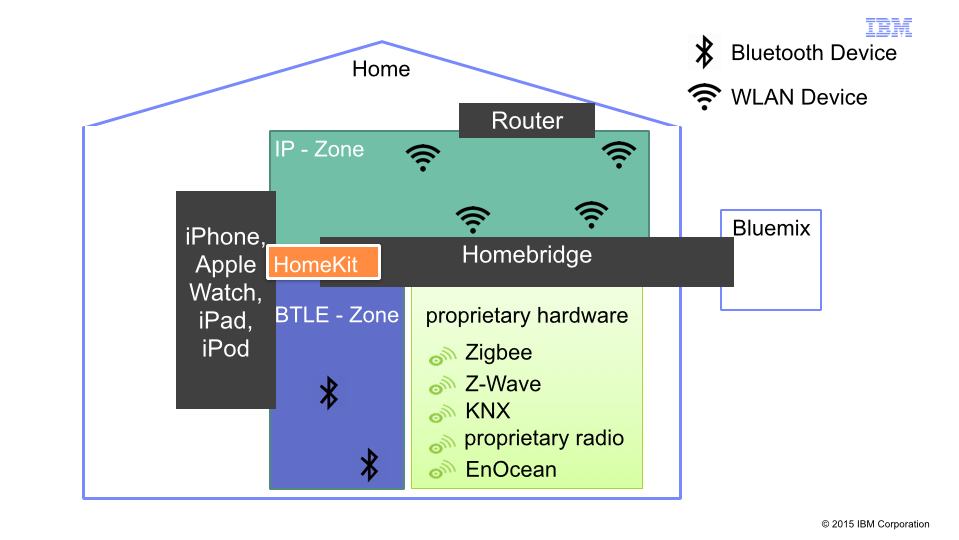 IBM
Bluetooth Device
WLAN Device
Home
Router
IP - Zone
iPhone,
Apple
Watch,
iPad,
iPod
HomeKit
Homebridge
Bluemix
BTLE - Zone
proprietary hardware
Zigbee
Z-Wave
KNX
proprietary radio
EnOcean
© 2015 IBM Corporation